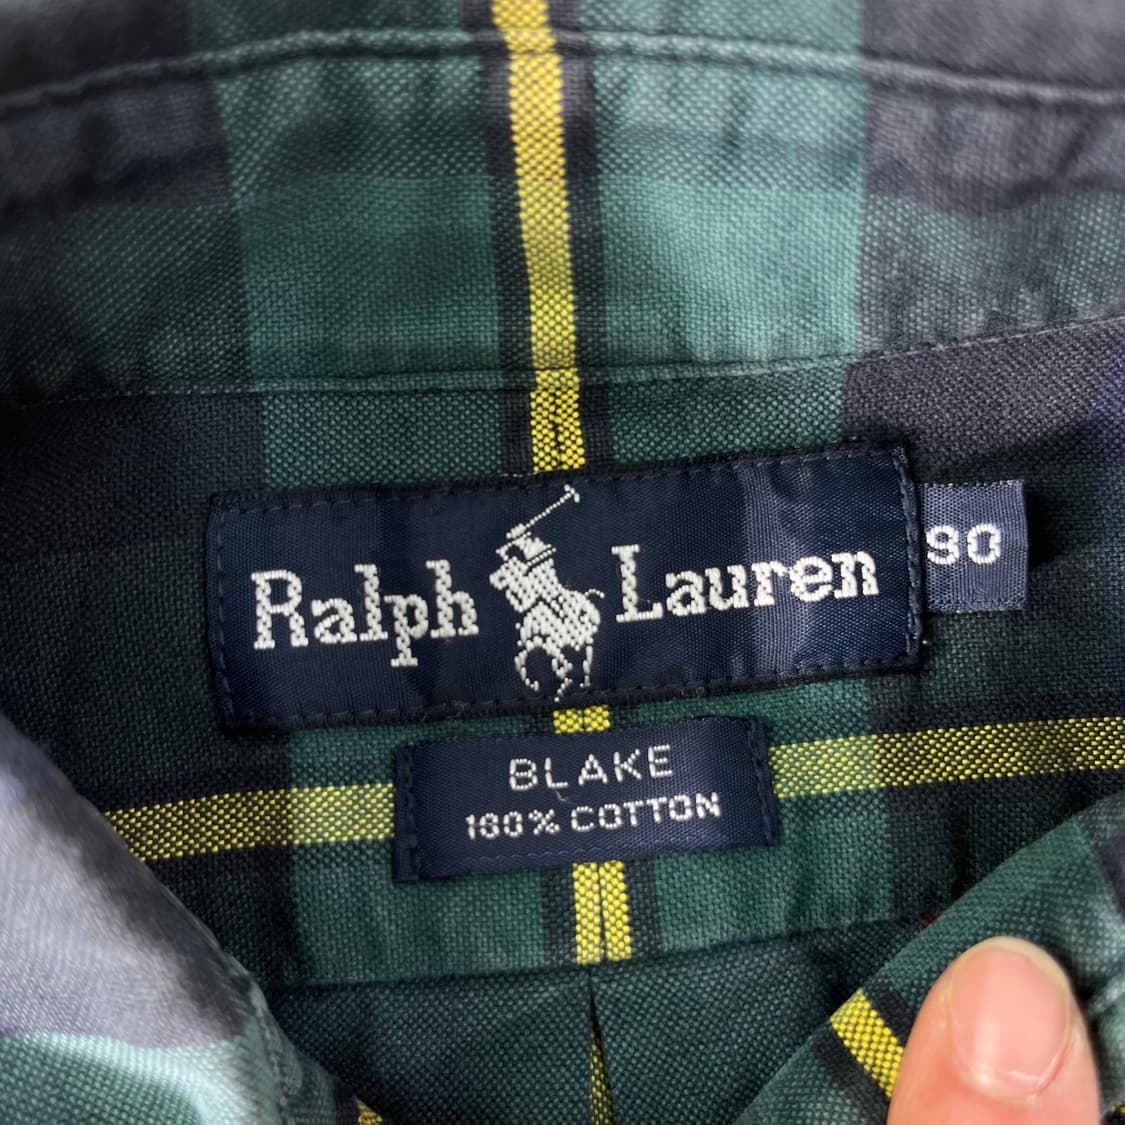 Ralph Lauren
90
BLAKE
100% COTTON